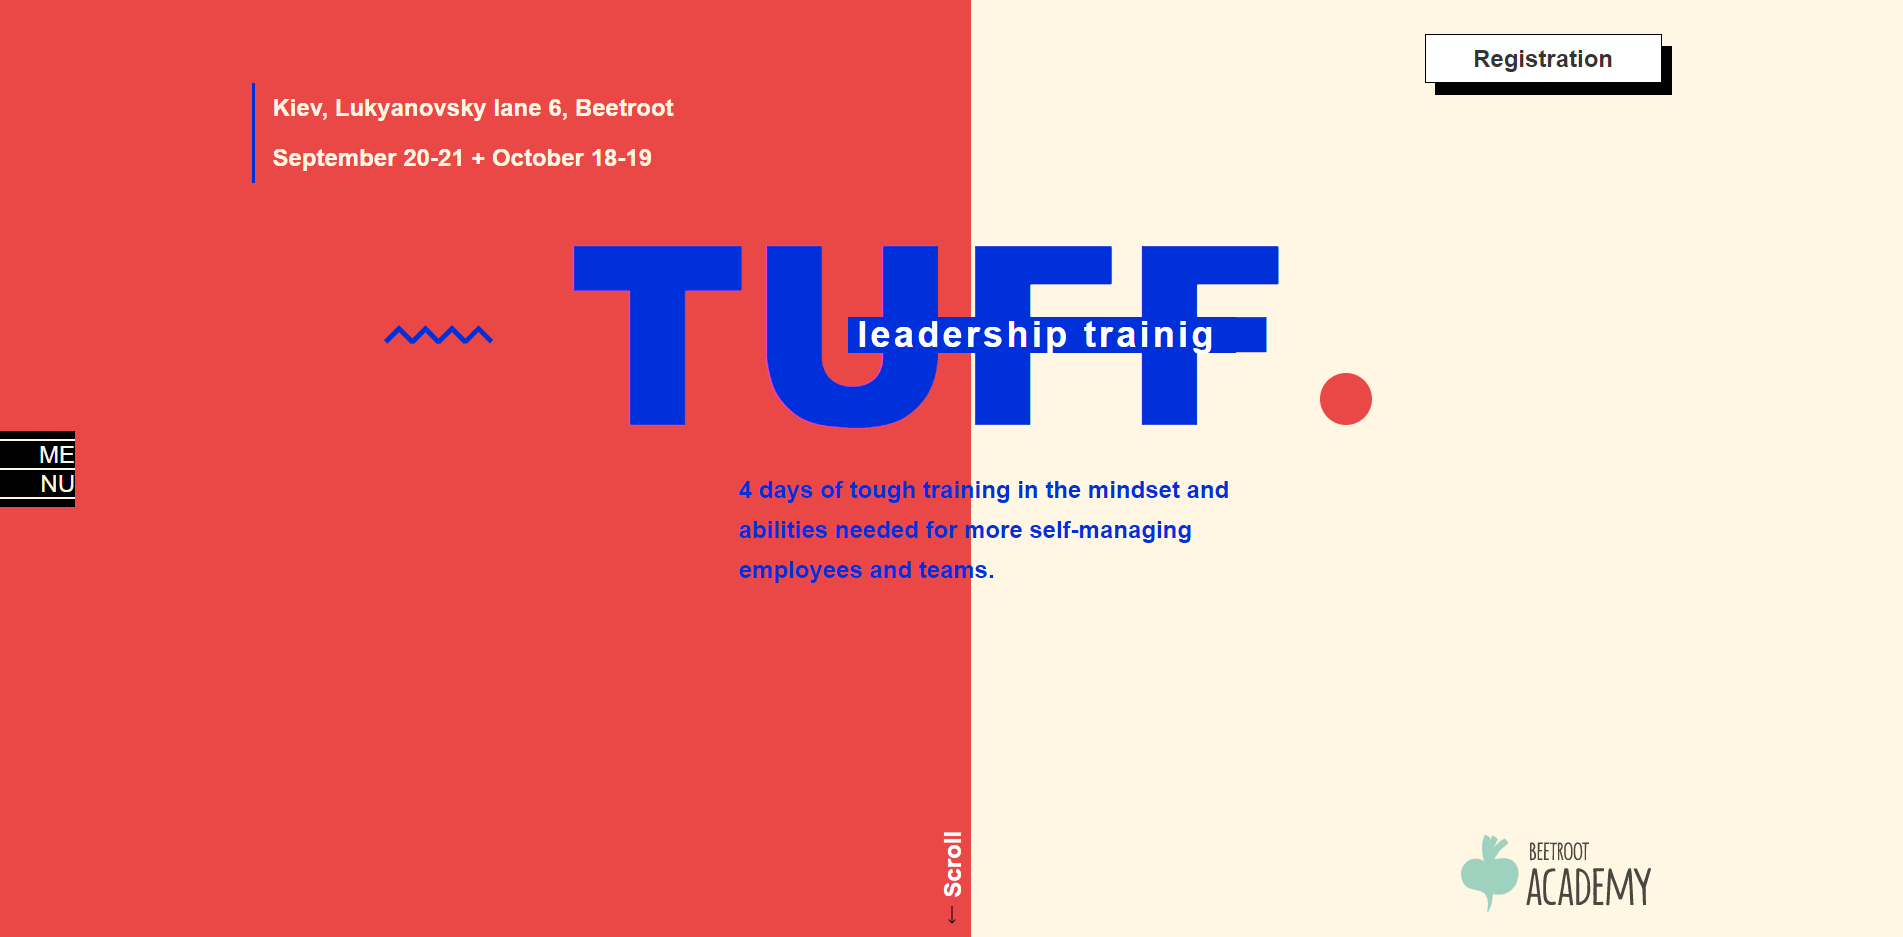 Registration
Kiev, Lukyanovsky lane 6, Beetroot
September 20-21 + October 18-19
TUFF.
leadership trainig
ME
NU
4 days of tough training in the mindset and
abilities needed for more self-managing
employees and teams.
← Scroll
BEETROOT
ACADEMY